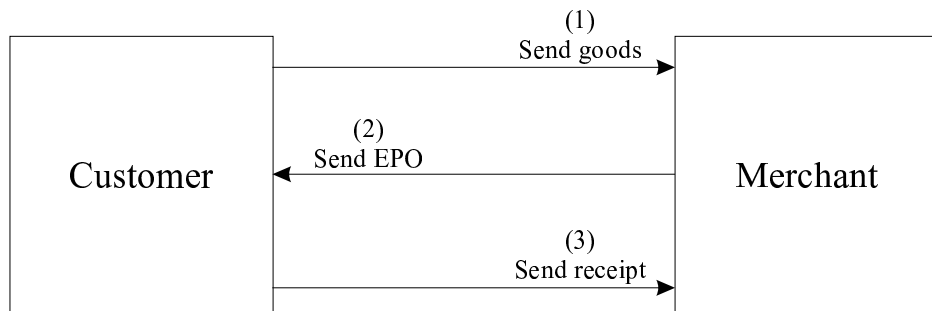 (1)
Send goods
(2)
Send EPO
Customer
Merchant
(3)
Send receipt